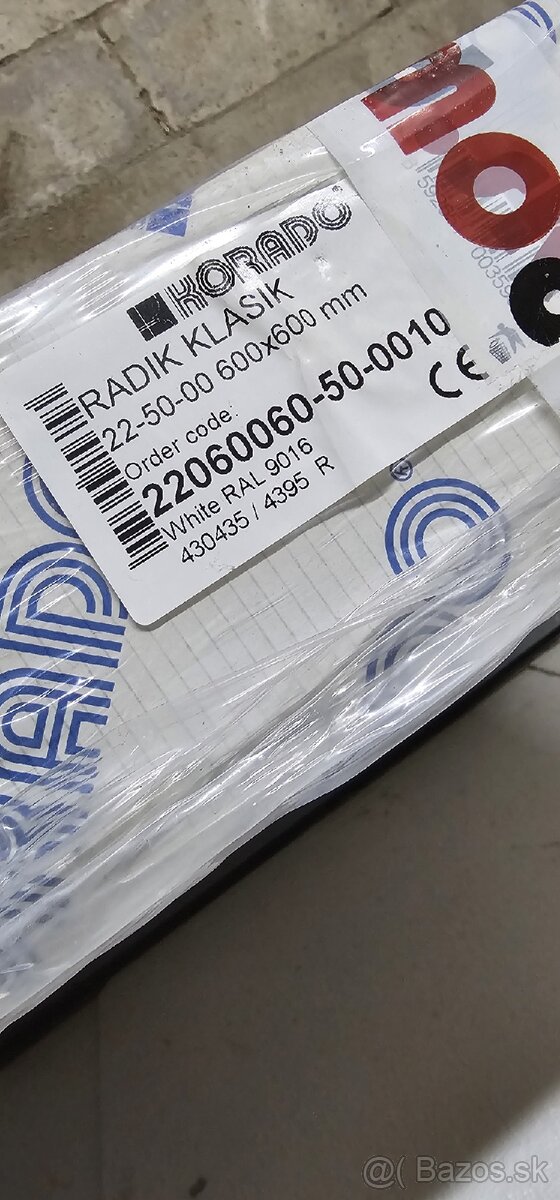 KORADO
RADIK KLASIK
22-50-00 600x600 mm
Order code:
22060060-50-0010
White RAL 9016
430435 / 4395 R
CE
@( Bazos.sk